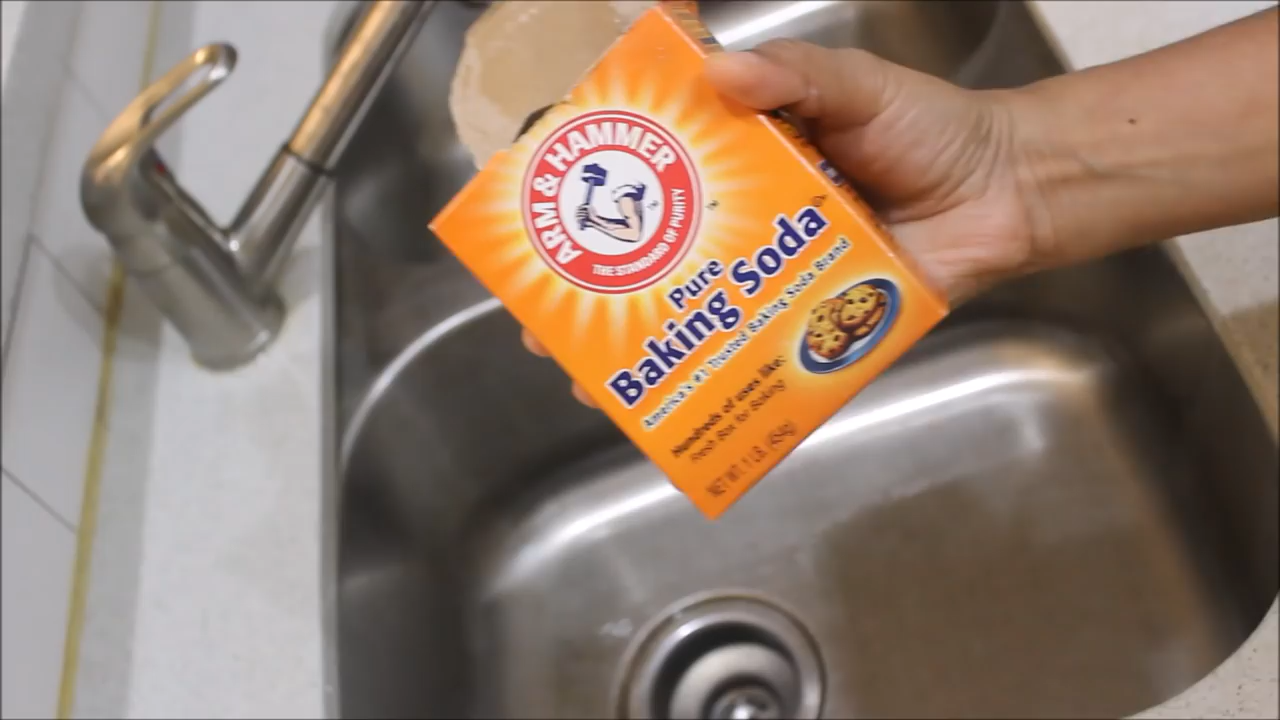 ARM & HAMMER
THE STANDARD OF PURITY
Pure
Baking Soda
America's #1 Trusted Baking Soda Brand
Hundreds of uses like:
Fresh Box for Baking
NET WT. 1 LB. (454g)